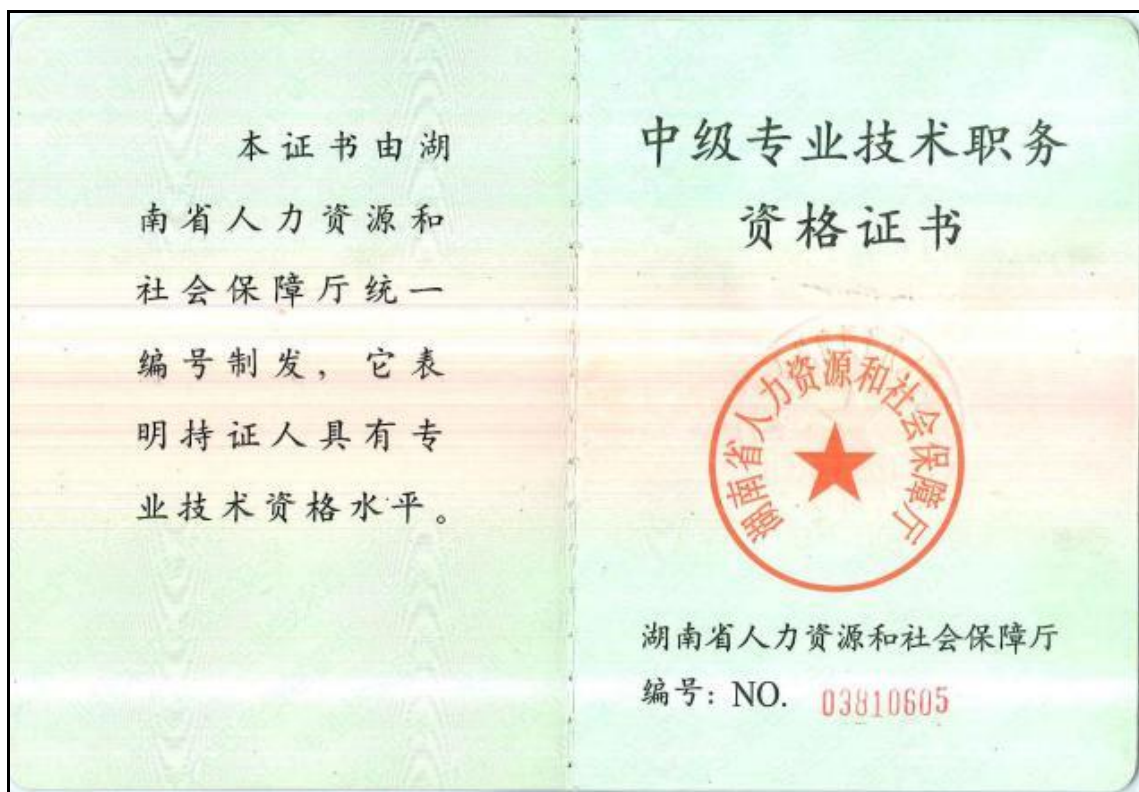 本证书由湖
南省人力资源和
社会保障厅统一
编号制发，它表
明持证人具有专
业技术资格水平。
中级专业技术职务
资格证书
湖南省人力资源和社会保障厅
湖南省人力资源和社会保障厅
编号：NO. 03810605